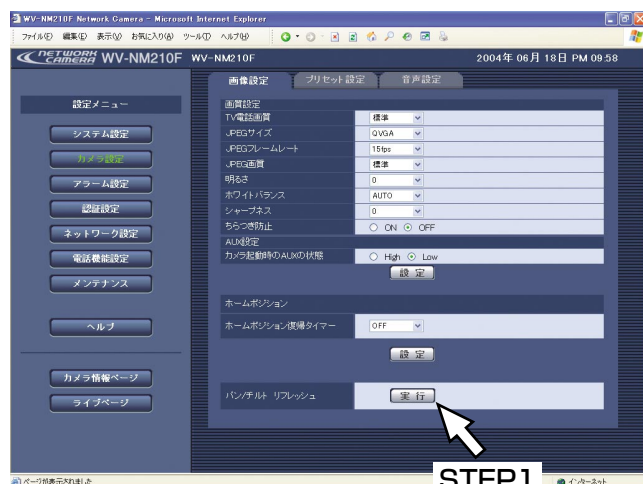 WV-NM210F Network Camera - Microsoft Internet Explorer
ファイル(F) 編集(E) 表示(V) お気に入り(A) ツール(T) ヘルプ(H)
NETWORK CAMERA WV-NM210F WV-NM210F 2004年 06月 18日 PM 09:58
画像設定 プリセット設定 音声設定
設定メニュー
システム設定
カメラ設定
アラーム設定
認証設定
ネットワーク設定
電話機能設定
メンテナンス
ヘルプ
カメラ情報ページ
ライブページ
画質設定
TV電話画質 標準
JPEGサイズ QVGA
JPEGフレームレート 15fps
JPEG画質 標準
明るさ 0
ホワイトバランス AUTO
シャープネス 0
ちらつき防止 ON OFF
AUX設定
カメラ起動時のAUXの状態 High Low
設 定
ホームポジション
ホームポジション復帰タイマー OFF
設 定
パン/チルト リフレッシュ 実 行
STEP1
ページが表示されました インターネット